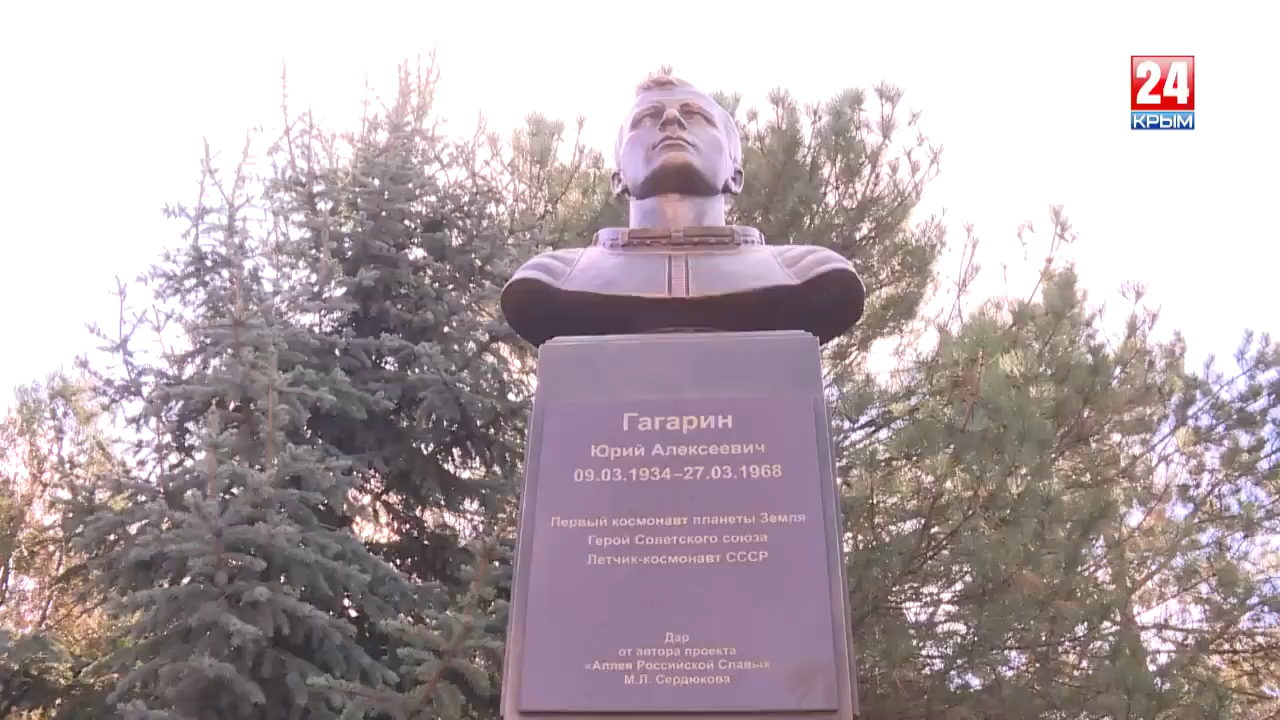 24
КРЫМ
Гагарин
Юрий Алексеевич
09.03.1934–27.03.1968
Первый космонавт планеты Земля
Герой Советского союза
Летчик-космонавт СССР
Дар
от автора проекта
«Аллея Российской Славы»
М.Л. Сердюкова